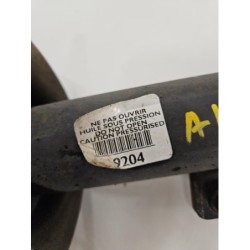 NE PAS OUVRIR
HUILE SOUS PRESSION
DO NOT OPEN
CAUTION PRESSURISED
9204
A